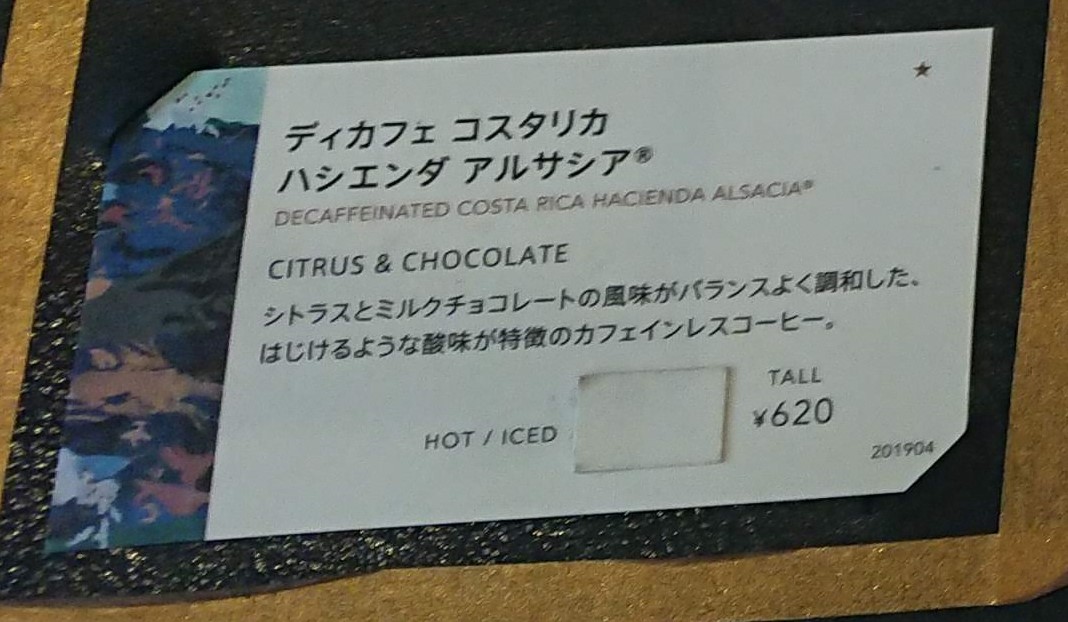 ★
ディカフェ コスタリカ
ハシエンダ アルサシア®
DECAFFEINATED COSTA RICA HACIENDA ALSACIA®
CITRUS & CHOCOLATE
シトラスとミルクチョコレートの風味がバランスよく調和した、
はじけるような酸味が特徴のカフェインレスコーヒー。
HOT / ICED
TALL
¥620
201904